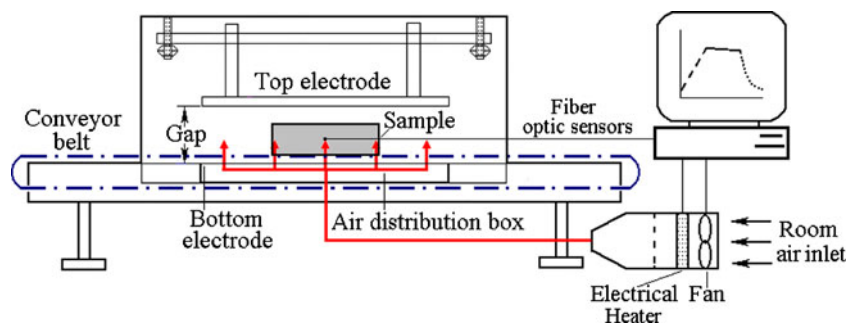 Top electrode
Conveyor
belt
Gap
Sample
Fiber
optic sensors
Bottom
electrode
Air distribution box
Room
air inlet
Electrical
Heater
Fan